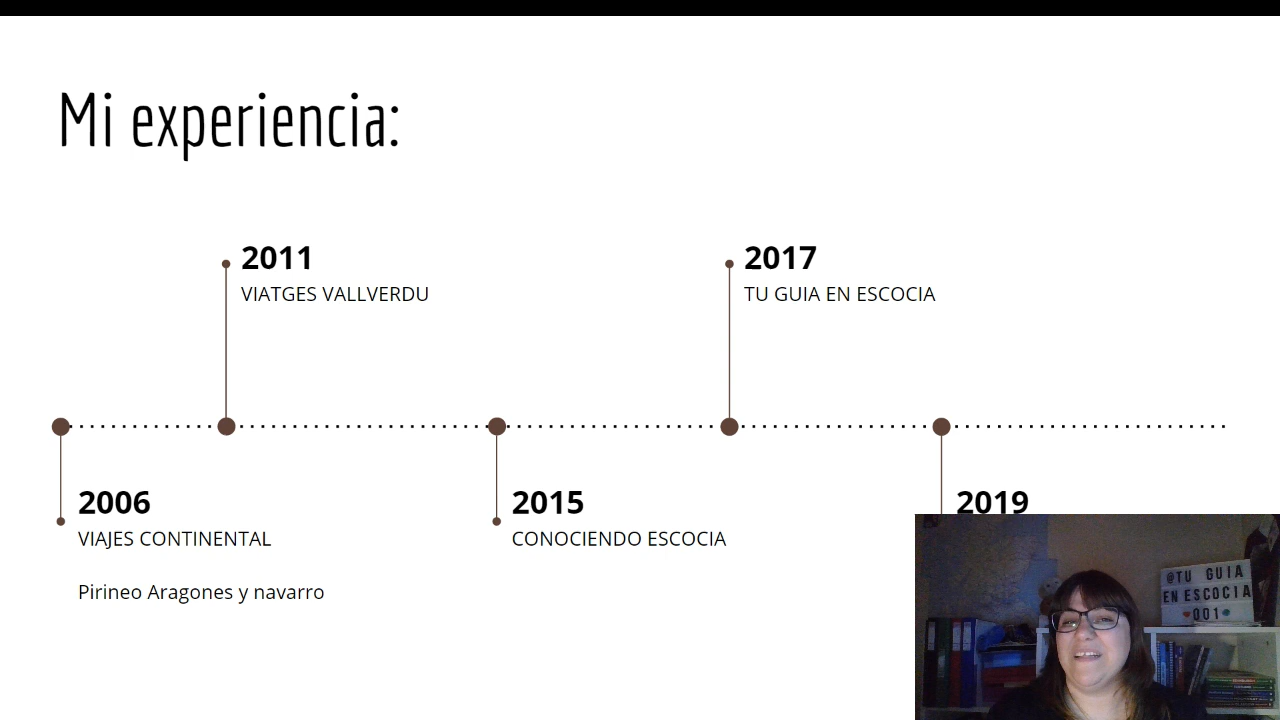 Mi experiencia:
2011
VIATGES VALLVERDU
2017
TU GUIA EN ESCOCIA
2006
VIAJES CONTINENTAL
Pirineo Aragones y navarro
2015
CONOCIENDO ESCOCIA
2019
@TU GUIA
EN ESCOCIA
001